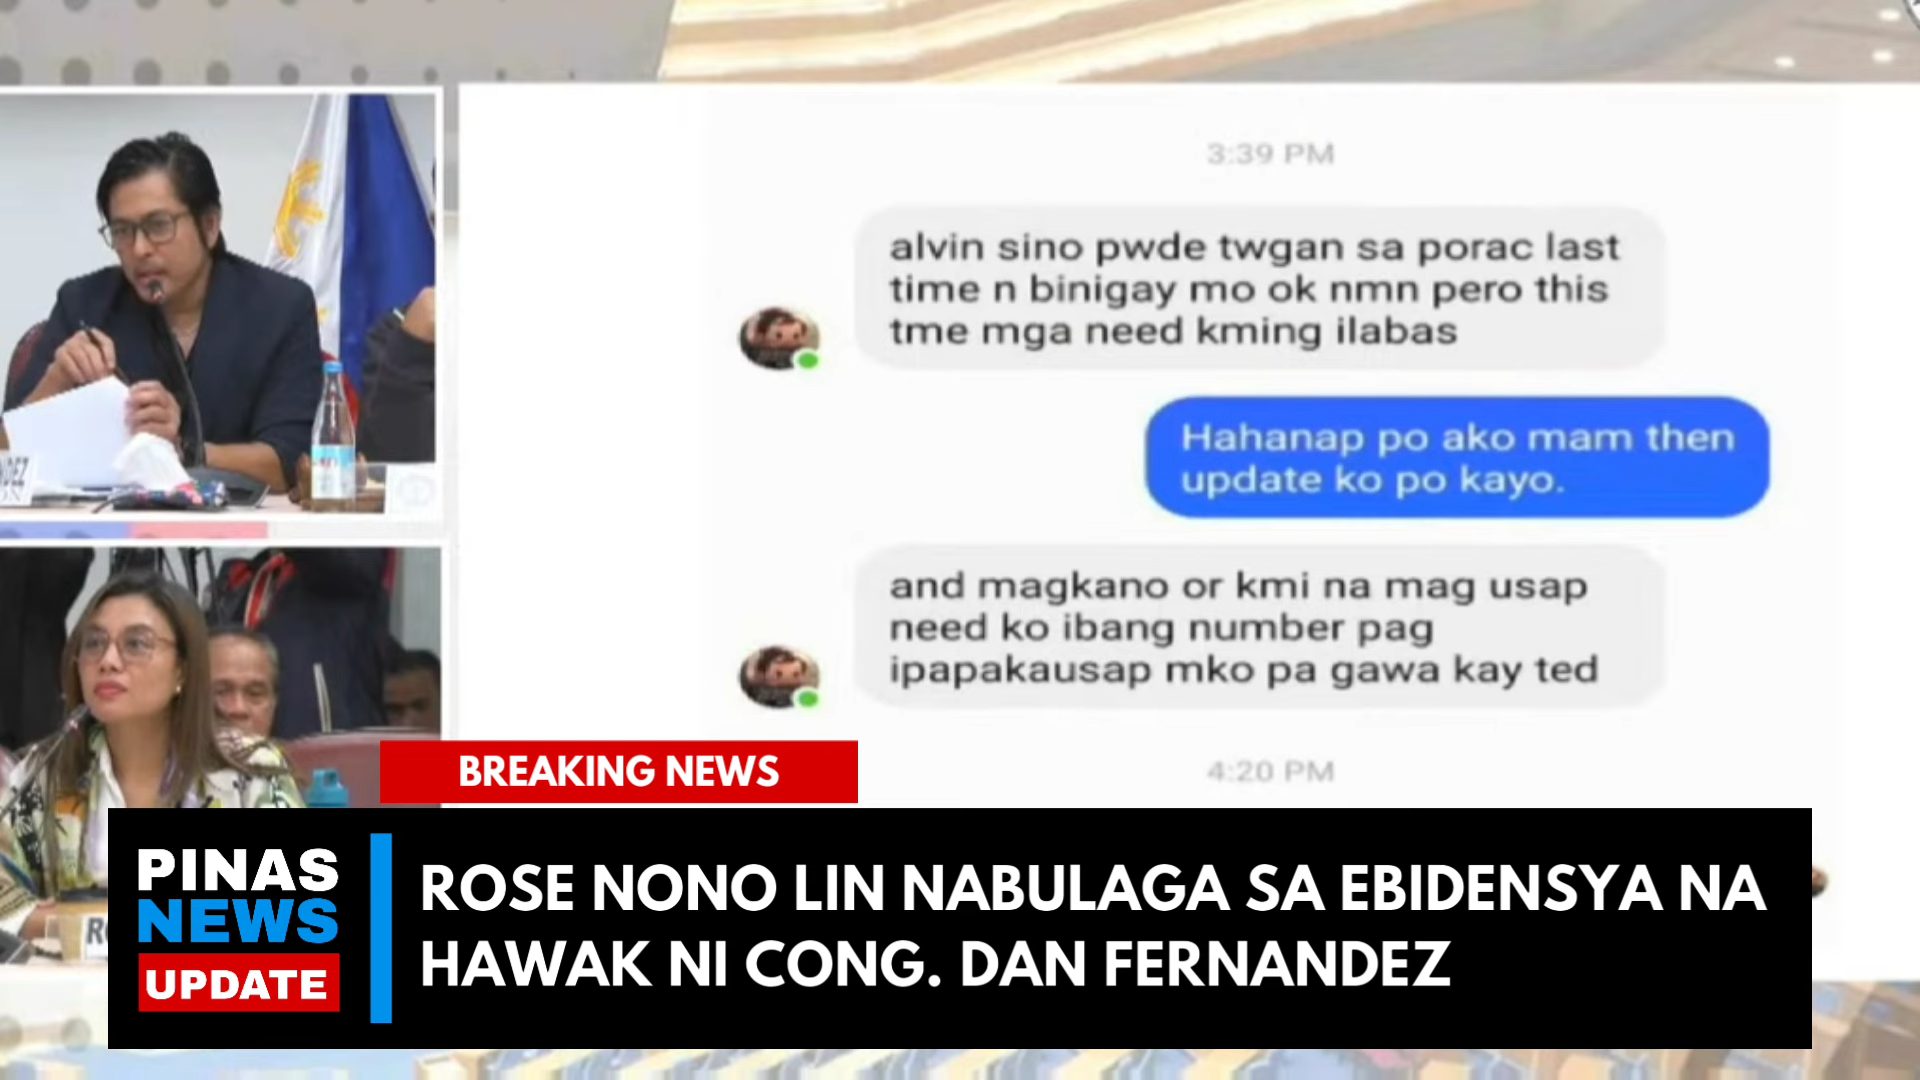 3:39 PM
alvin sino pwde twgan sa porac last
time n binigay mo ok nmn pero this
tme mga need kming ilabas
Hahanap po ako mam then
update ko po kayo.
and magkano or kmi na mag usap
need ko ibang number pag
ipapakausap mko pa gawa kay ted
4:20 PM
BREAKING NEWS
PINAS
NEWS
UPDATE
ROSE NONO LIN NABULAGA SA EBIDENSYA NA
HAWAK NI CONG. DAN FERNANDEZ